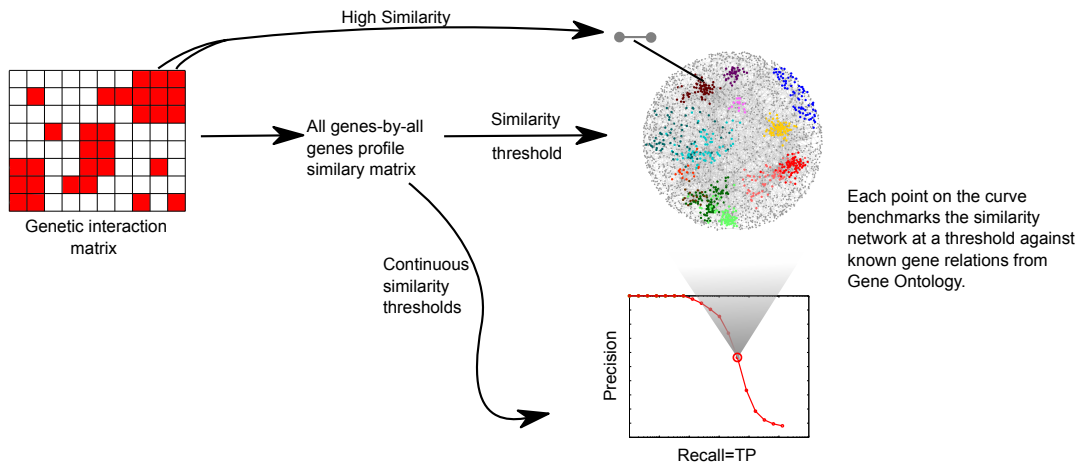 High Similarity
Genetic interaction
matrix
All genes-by-all
genes profile
similary matrix
Similarity
threshold
Continuous
similarity
thresholds
Each point on the curve
benchmarks the similarity
network at a threshold against
known gene relations from
Gene Ontology.
Precision
Recall=TP